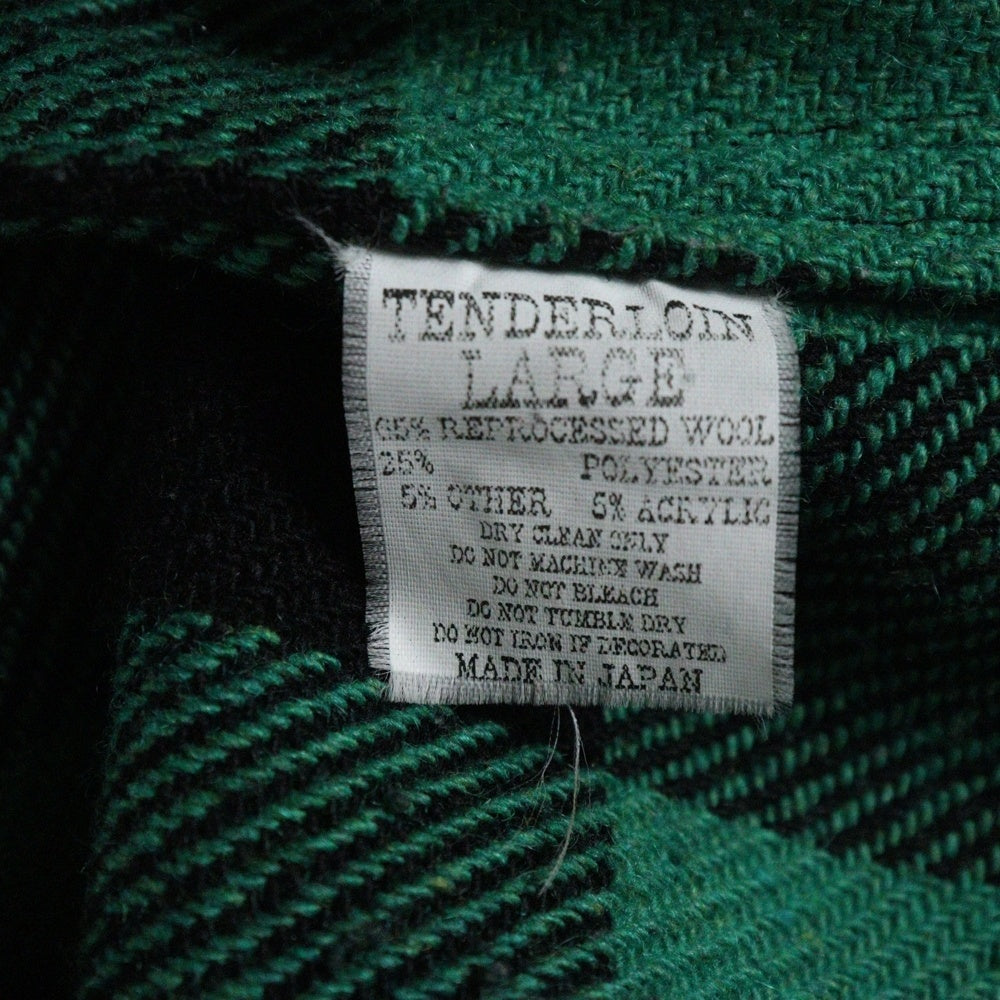 TENDERLOIN
LARGE
65% REPROCESSED WOOL
25% POLYESTER
5% OTHER 5% ACRYLIC
DRY CLEAN ONLY
DO NOT MACHINE WASH
DO NOT BLEACH
DO NOT TUMBLE DRY
DO NOT IRON IF DECORATED
MADE IN JAPAN